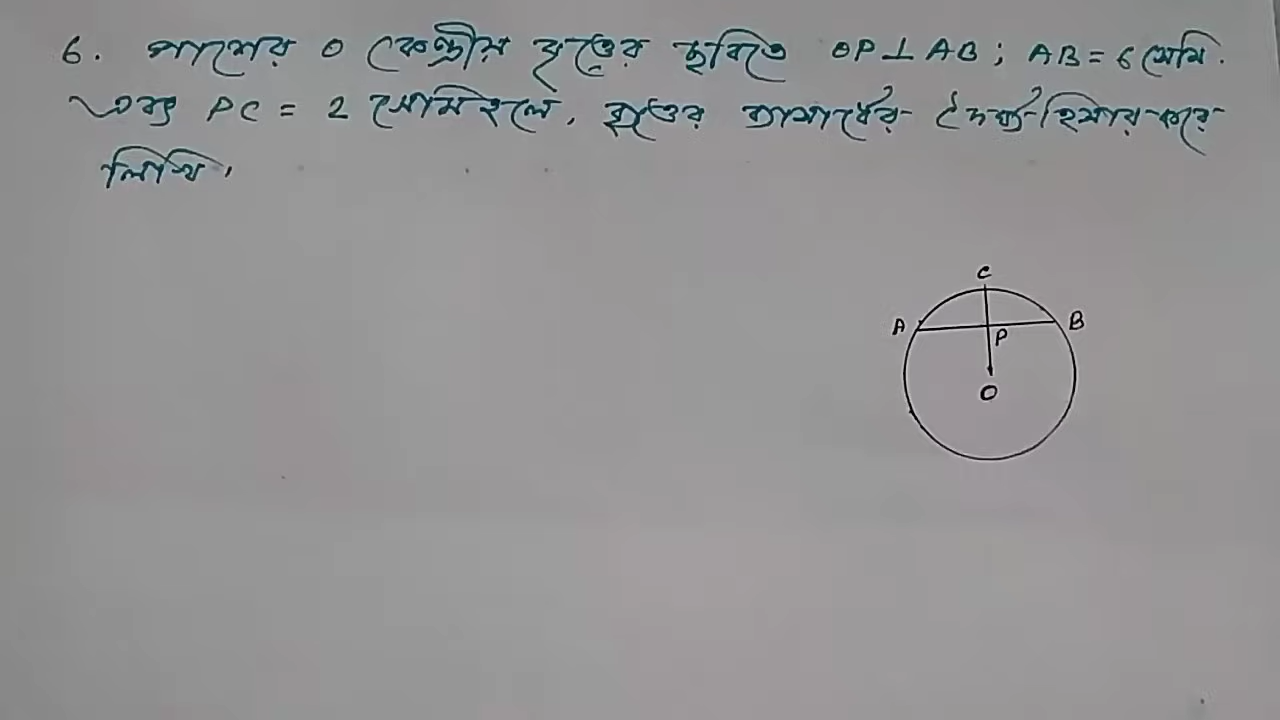 6. পাশের O কেন্দ্রীয় বৃত্তের ছবিতে OP⊥AB; AB = 6 সেমি.
এবং PC = 2 সেমি হলে, বৃত্তের ব্যাসার্ধের দৈর্ঘ্য হিসাব করে
লিখি।
C
A
B
P
O